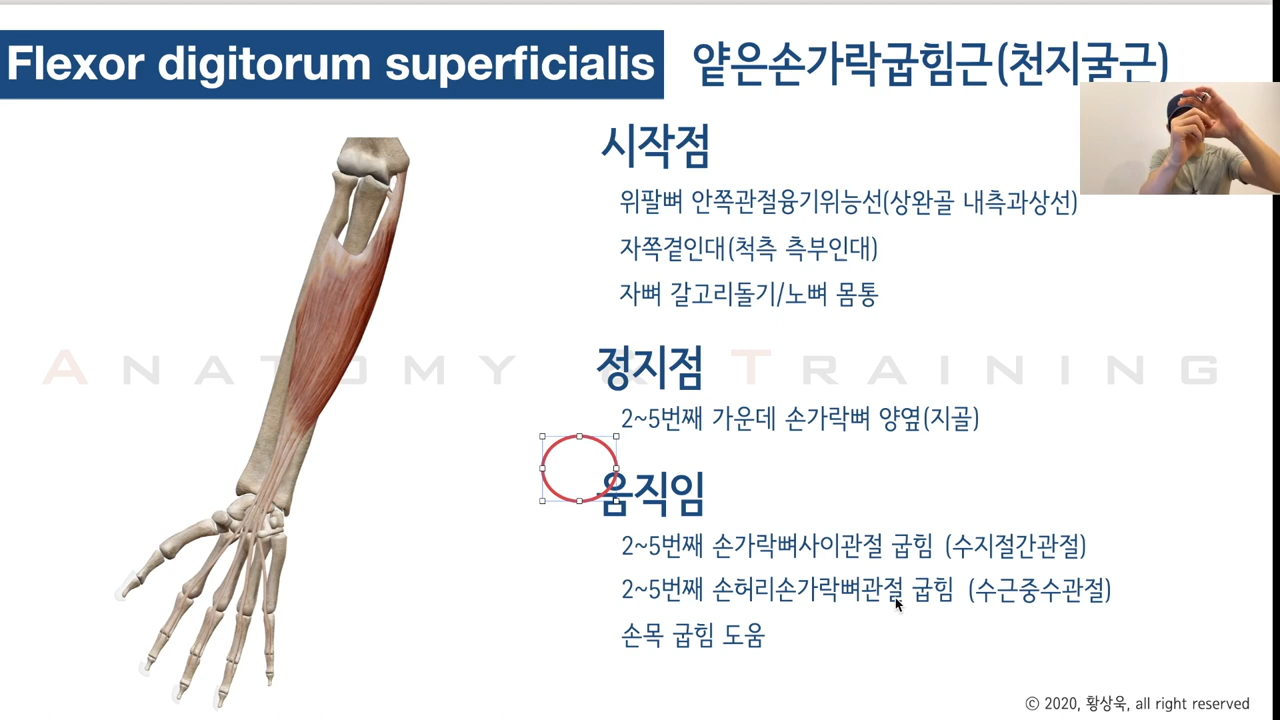 Flexor digitorum superficialis 얕은손가락굽힘근(천지굴근)
시작점
위팔뼈 안쪽관절융기위능선(상완골 내측과상선)
자쪽곁인대(척측 측부인대)
자뼈 갈고리돌기/노뼈 몸통
ANATOMY & TRAINING
정지점
2~5번째 가운데 손가락뼈 양옆(지골)
움직임
2~5번째 손가락뼈사이관절 굽힘 (수지절간관절)
2~5번째 손허리손가락뼈관절 굽힘 (수근중수관절)
손목 굽힘 도움
© 2020, 황상욱, all right reserved